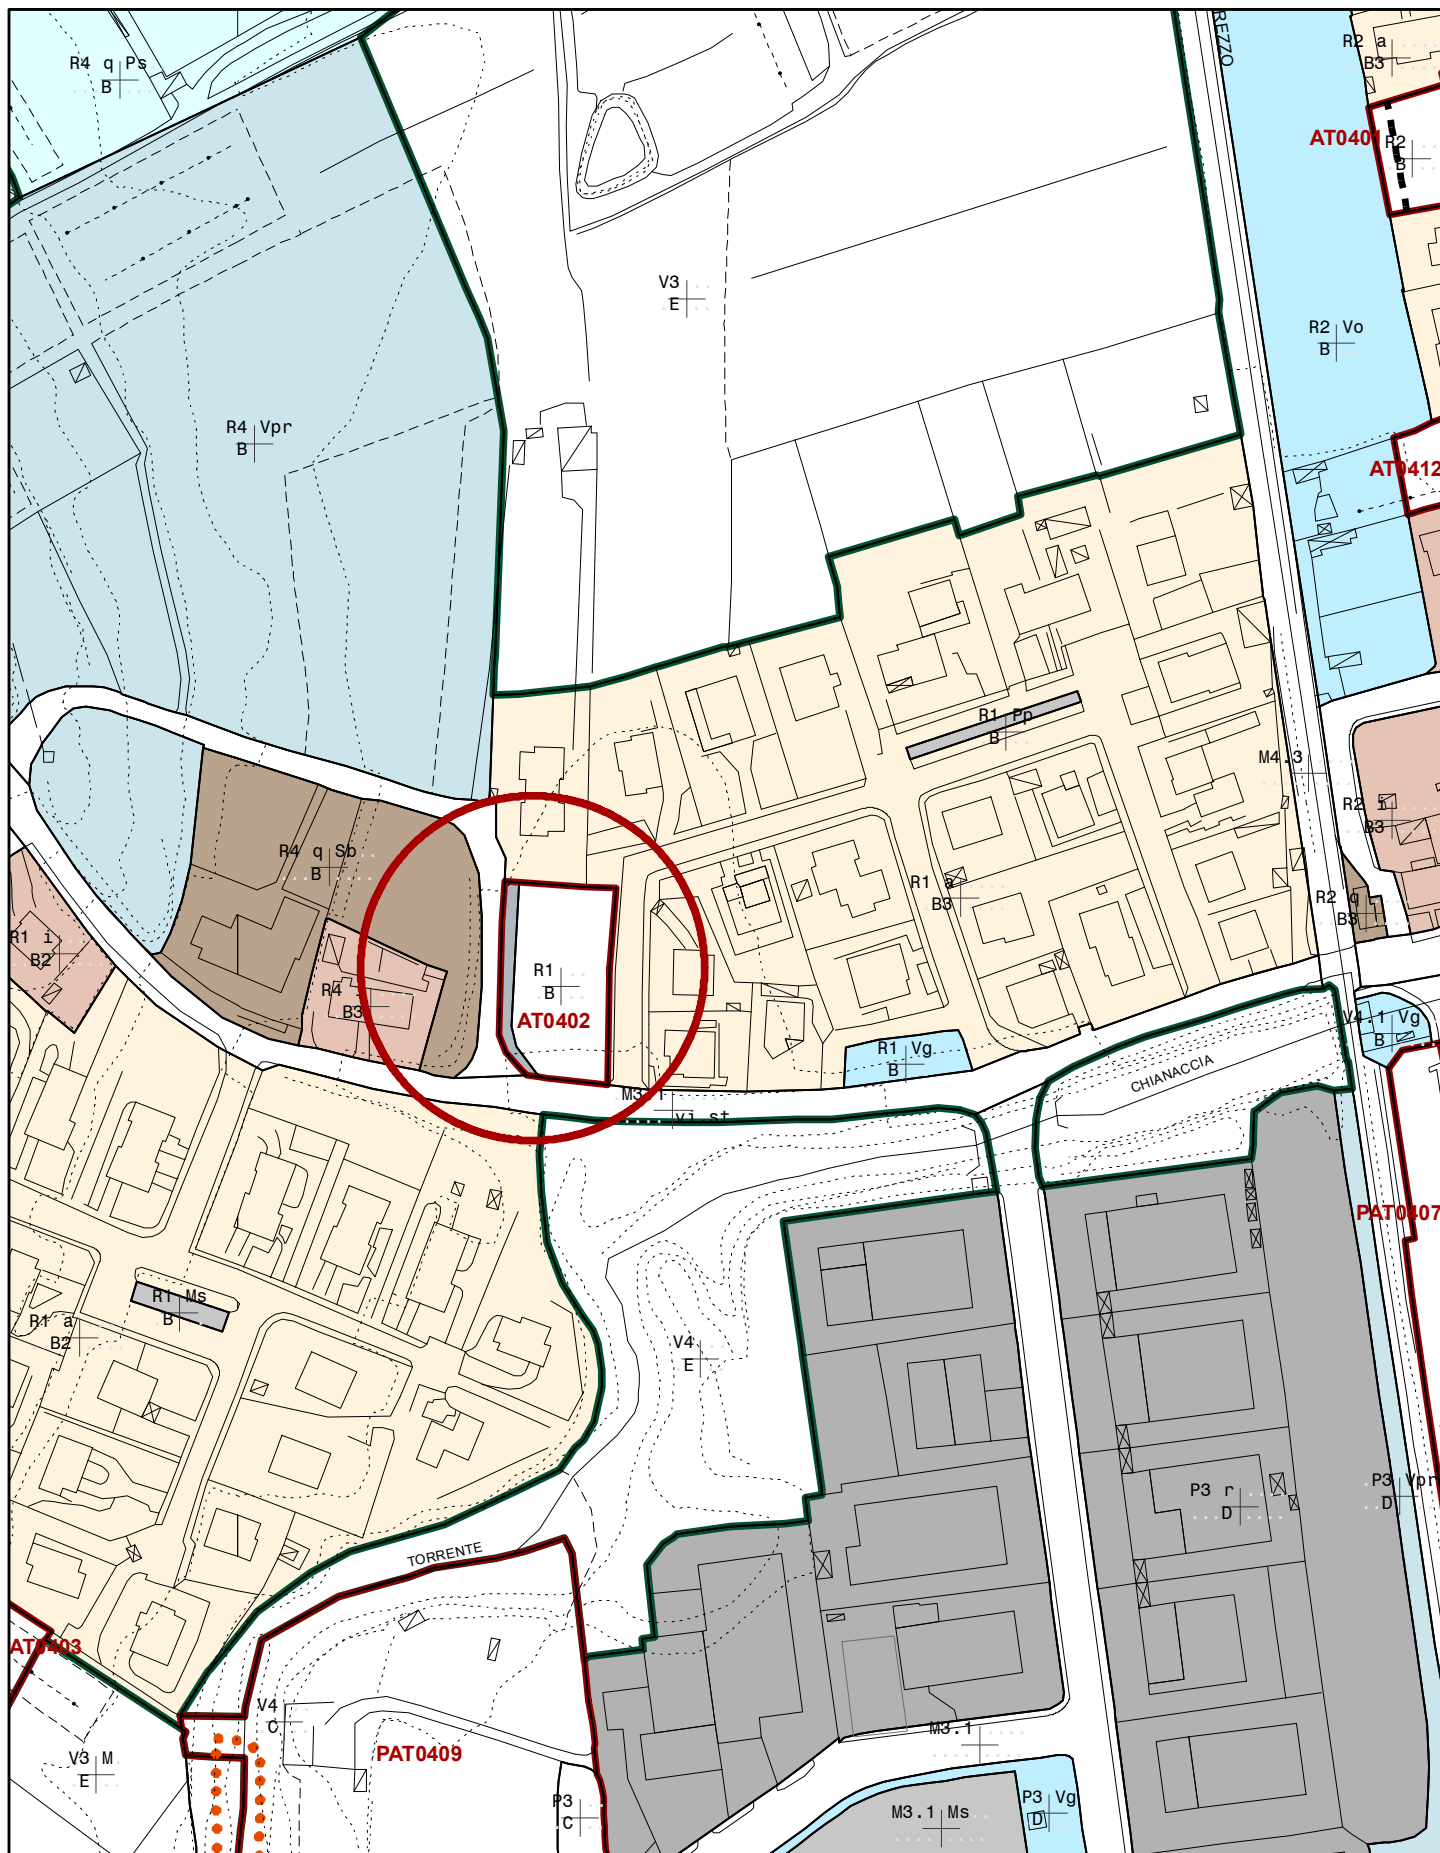 R4 q Ps
B
REZZO
R2 a
B3
AT0401
R2
B
V3
E
R2 Vo
B
R4 Vpr
B
AT0412
R1 Pp
B
M4.3
R2 i
B3
R4 q Sb
B
R1 a
B3
R2 q
B3
R1 i
B2
R1
B
R4
B3
AT0402
V4.1 Vg
B
R1 Vg
B
CHIANACCIA
M3.1
vi.st
PAT0407
R1 Ms
B
R1 a
B2
V4
E
P3 r
D
P3 Vpr
D
TORRENTE
AT0403
V4
C
M3.1
PAT0409
V3 M
E
P3
C
M3.1 Ms
P3 Vg
D